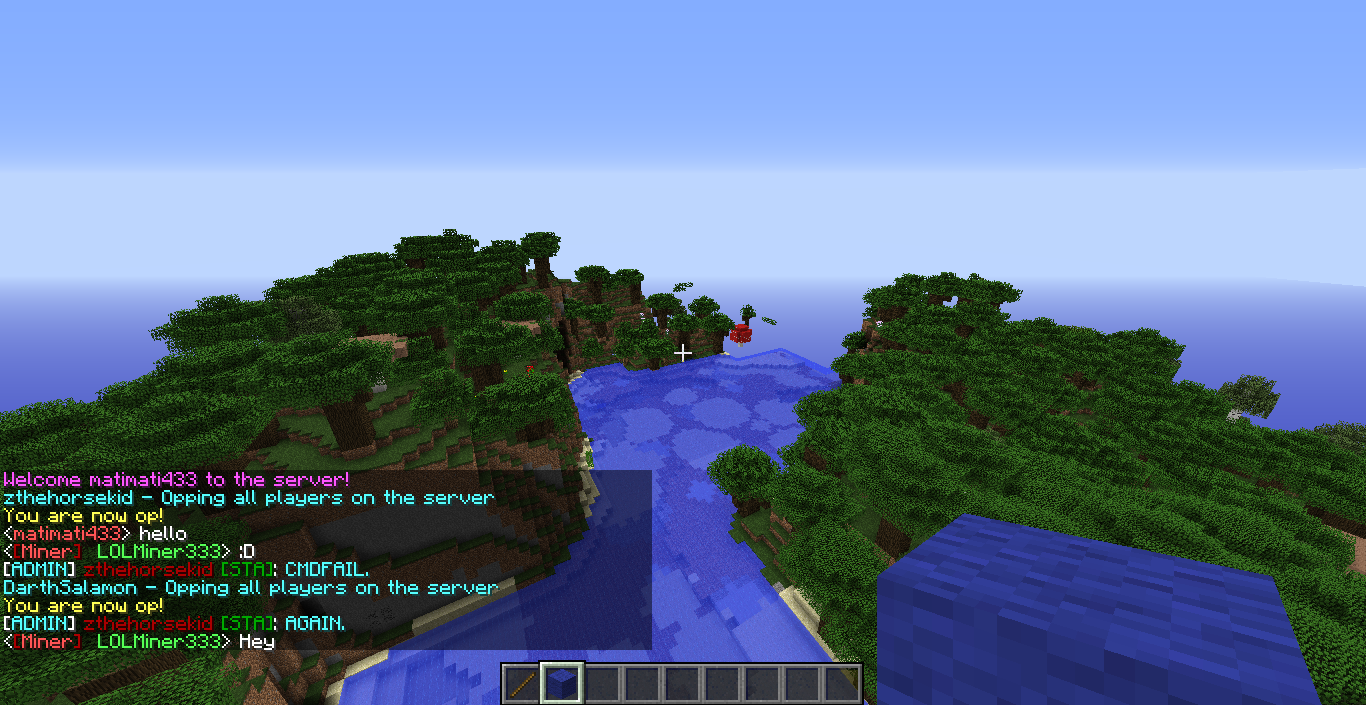 Welcome matimati433 to the server!
zthehorsekid - Opping all players on the server
You are now op!
<matimati433> hello
<[Miner] LOLMiner333> :D
[ADMIN] zthehorsekid [STA]: CMDFAIL.
DarthSalamon - Opping all players on the server
You are now op!
[ADMIN] zthehorsekid [STA]: AGAIN.
<[Miner] LOLMiner333> Hey